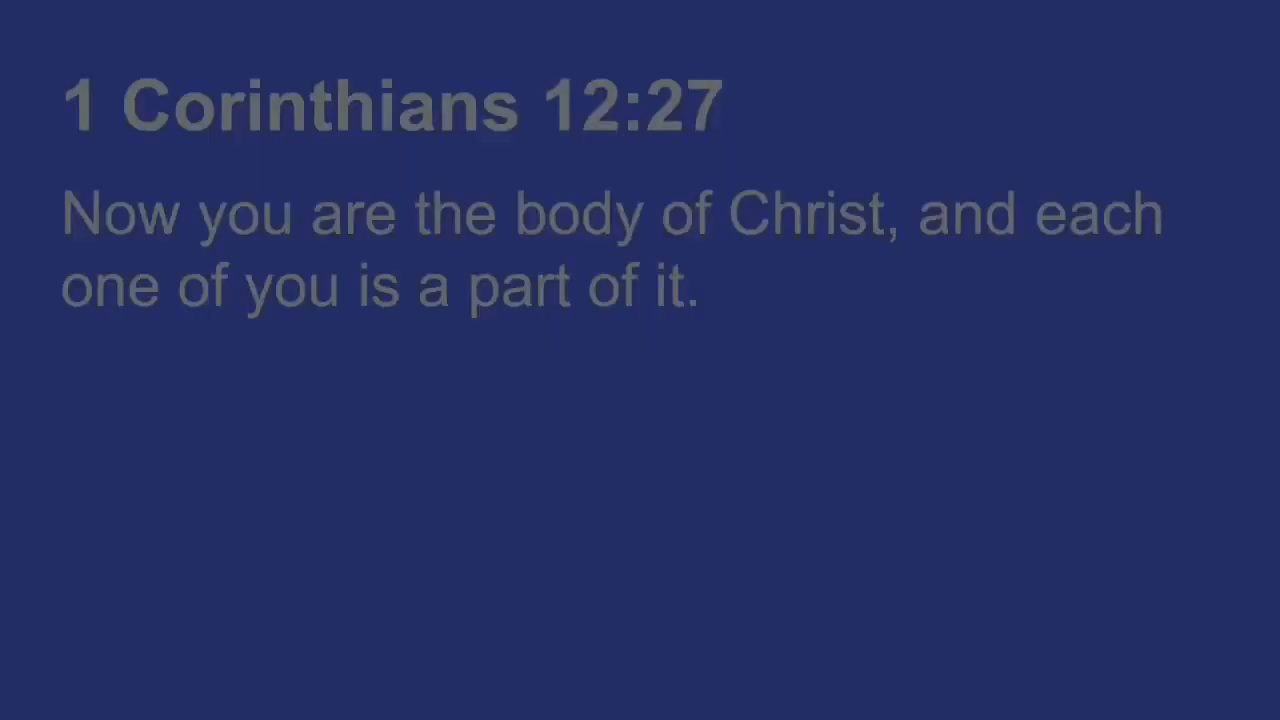 1 Corinthians 12:27
Now you are the body of Christ, and each
one of you is a part of it.